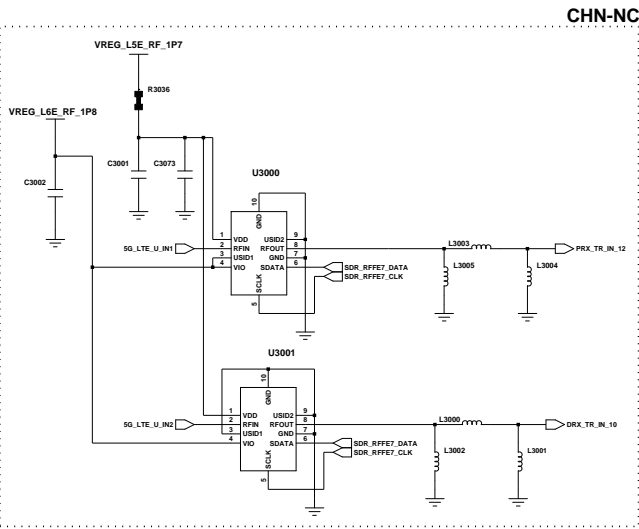 CHN-NC
VREG_L5E_RF_1P7
R3036
VREG_L6E_RF_1P8
C3001
C3073
C3002
U3000
10
GND
1
VDD
USID2
9
5G_LTE_U_IN1
2
RFIN
RFOUT
8
3
USID1
GND
7
4
VIO
SDATA
6
SCLK
5
SDR_RFFE7_DATA
SDR_RFFE7_CLK
L3003
PRX_TR_IN_12
L3005
L3004
U3001
10
GND
1
VDD
USID2
9
5G_LTE_U_IN2
2
RFIN
RFOUT
8
3
USID1
GND
7
4
VIO
SDATA
6
SCLK
5
SDR_RFFE7_DATA
SDR_RFFE7_CLK
L3000
DRX_TR_IN_10
L3002
L3001